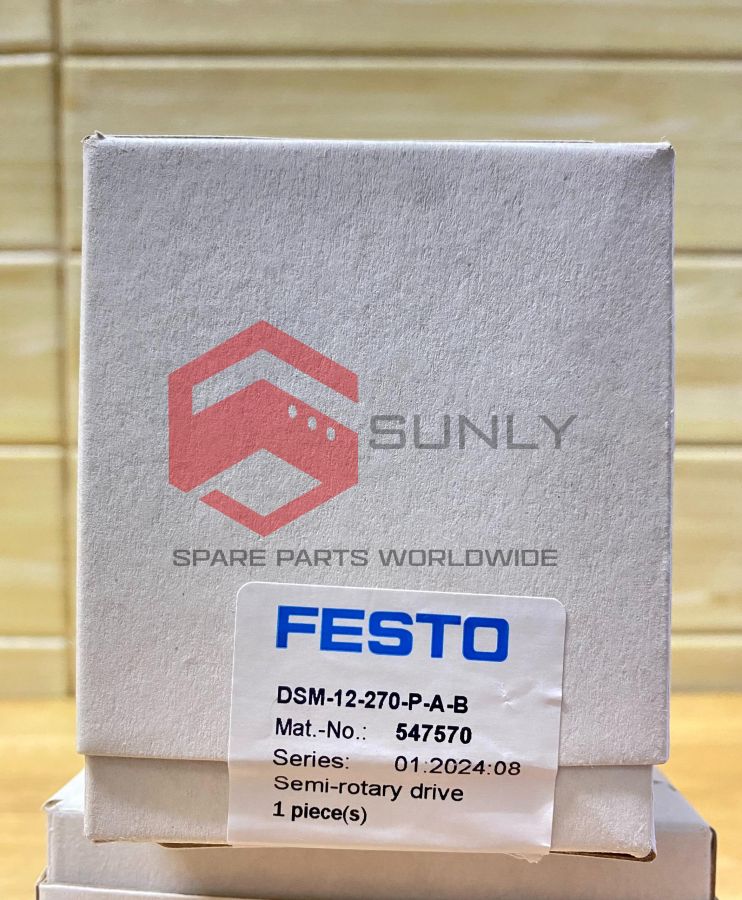 SUNLY
SPARE PARTS WORLDWIDE
FESTO
DSM-12-270-P-A-B
Mat.-No.: 547570
Series: 01:2024:08
Semi-rotary drive
1 piece(s)